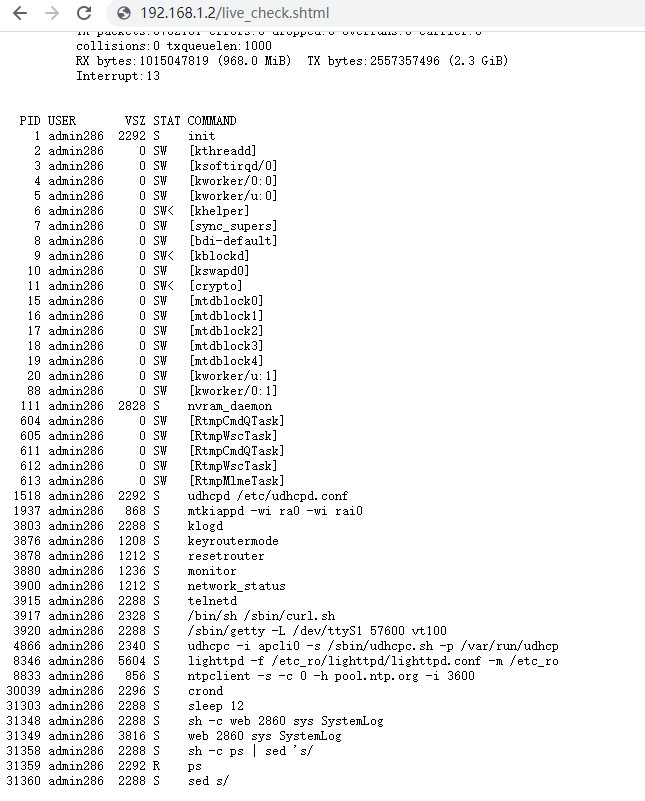 192.168.1.2/live_check.shtml
collisions:0 txqueuelen:1000
RX bytes:1015047819 (968.0 MiB)  TX bytes:2557357496 (2.3 GiB)
Interrupt:13
PID USER       VSZ STAT COMMAND
1 admin286  2292 S    init
2 admin286     0 SW   [kthreadd]
3 admin286     0 SW   [ksoftirqd/0]
4 admin286     0 SW   [kworker/0:0]
5 admin286     0 SW   [kworker/u:0]
6 admin286     0 SW<  [khelper]
7 admin286     0 SW   [sync_supers]
8 admin286     0 SW   [bdi-default]
9 admin286     0 SW<  [kblockd]
10 admin286     0 SW   [kswapd0]
11 admin286     0 SW<  [crypto]
15 admin286     0 SW   [mtdblock0]
16 admin286     0 SW   [mtdblock1]
17 admin286     0 SW   [mtdblock2]
18 admin286     0 SW   [mtdblock3]
19 admin286     0 SW   [mtdblock4]
20 admin286     0 SW   [kworker/u:1]
88 admin286     0 SW   [kworker/0:1]
111 admin286  2828 S    nvram_daemon
604 admin286     0 SW   [RtmpCmdQTask]
605 admin286     0 SW   [RtmpWscTask]
611 admin286     0 SW   [RtmpCmdQTask]
612 admin286     0 SW   [RtmpWscTask]
613 admin286     0 SW   [RtmpMlmeTask]
1518 admin286  2292 S    udhcpd /etc/udhcpd.conf
1937 admin286   868 S    mtkiappd -wi ra0 -wi rai0
3803 admin286  2288 S    klogd
3876 admin286  1208 S    keyroutermode
3878 admin286  1212 S    resetrouter
3880 admin286  1236 S    monitor
3900 admin286  1212 S    network_status
3915 admin286  2288 S    telnetd
3917 admin286  2328 S    /bin/sh /sbin/curl.sh
3920 admin286  2288 S    /sbin/getty -L /dev/ttyS1 57600 vt100
4866 admin286  2340 S    udhcpc -i apcli0 -s /sbin/udhcpc.sh -p /var/run/udhcp
8346 admin286  5604 S    lighttpd -f /etc_ro/lighttpd/lighttpd.conf -m /etc_ro
8833 admin286   856 S    ntpclient -s -c 0 -h pool.ntp.org -i 3600
30039 admin286  2296 S    crond
31303 admin286  2288 S    sleep 12
31348 admin286  2288 S    sh -c web 2860 sys SystemLog
31349 admin286  3816 S    web 2860 sys SystemLog
31358 admin286  2288 S    sh -c ps | sed 's/
31359 admin286  2292 R    ps
31360 admin286  2288 S    sed s/